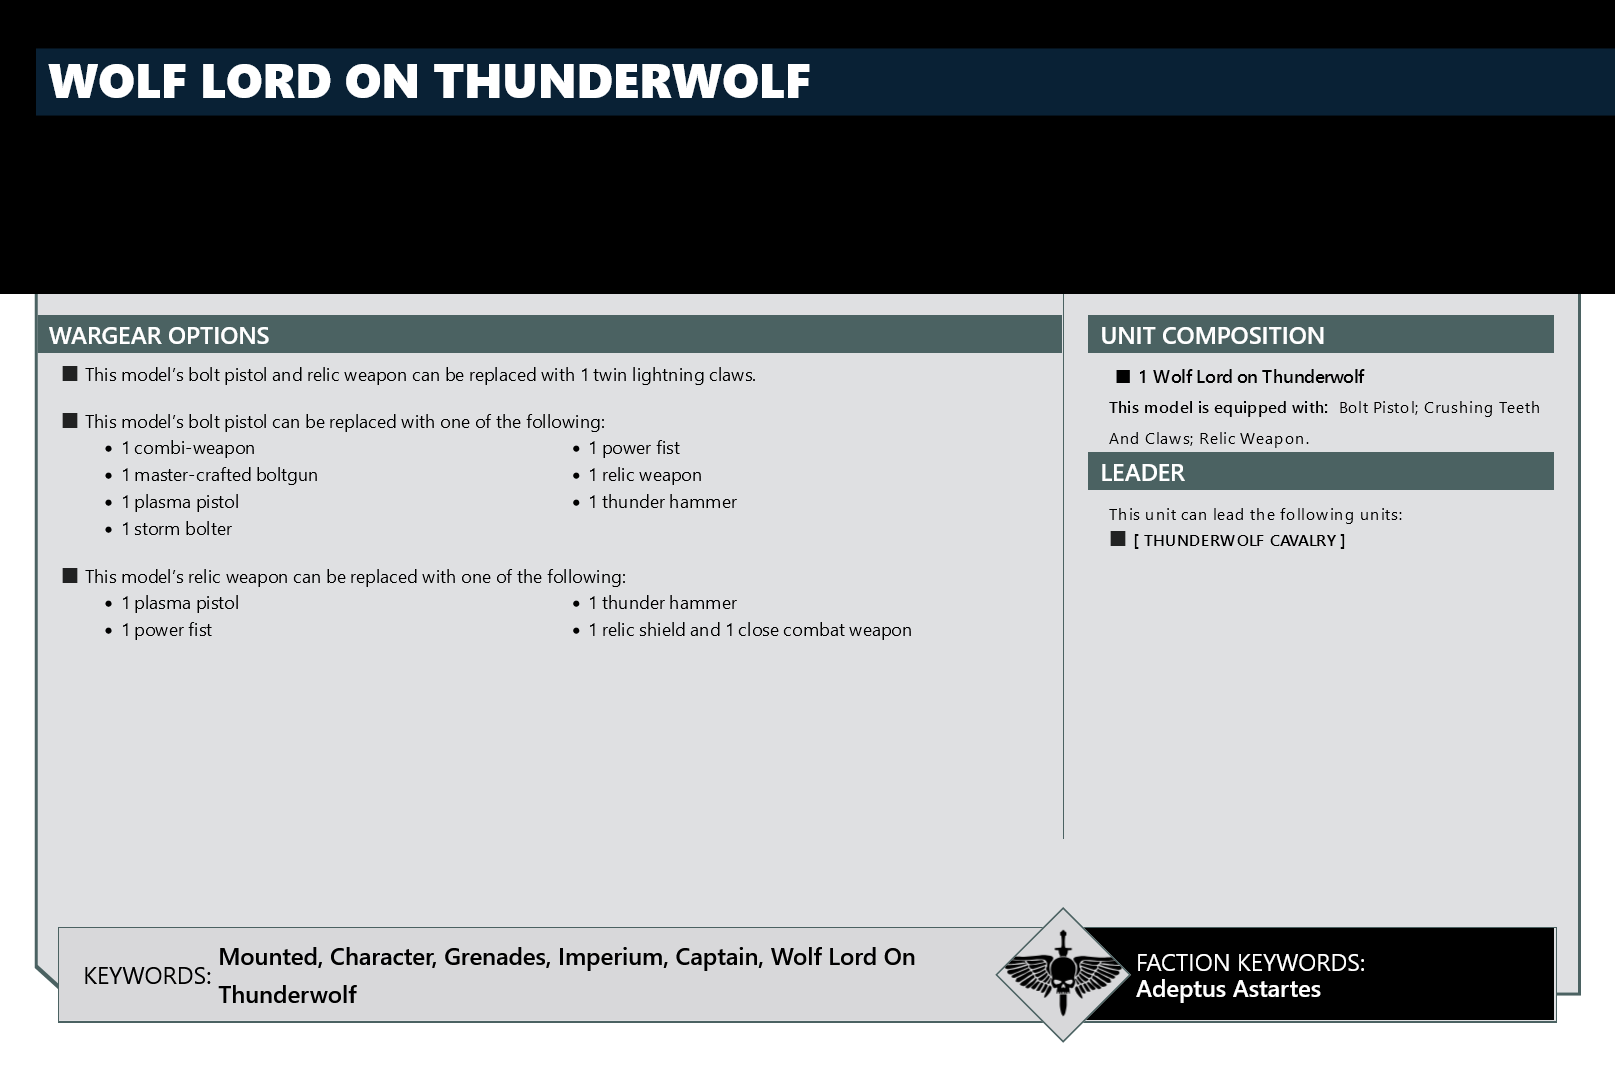 WOLF LORD ON THUNDERWOLF
WARGEAR OPTIONS
■ This model’s bolt pistol and relic weapon can be replaced with 1 twin lightning claws.
■ This model’s bolt pistol can be replaced with one of the following:
• 1 combi-weapon
• 1 master-crafted boltgun
• 1 plasma pistol
• 1 storm bolter
• 1 power fist
• 1 relic weapon
• 1 thunder hammer
■ This model’s relic weapon can be replaced with one of the following:
• 1 plasma pistol
• 1 power fist
• 1 thunder hammer
• 1 relic shield and 1 close combat weapon
UNIT COMPOSITION
■ 1 Wolf Lord on Thunderwolf
This model is equipped with: Bolt Pistol; Crushing Teeth
And Claws; Relic Weapon.
LEADER
This unit can lead the following units:
■ [ THUNDERWOLF CAVALRY ]
KEYWORDS: Mounted, Character, Grenades, Imperium, Captain, Wolf Lord On
Thunderwolf
FACTION KEYWORDS:
Adeptus Astartes